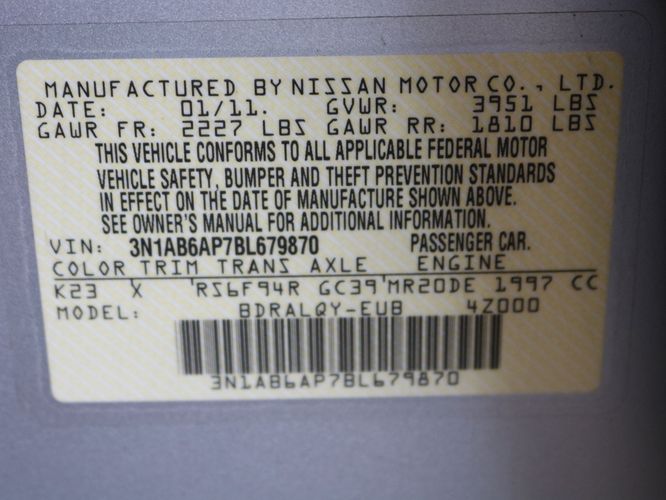 MANUFACTURED BY NISSAN MOTOR CO., LTD.
DATE: 01/11. GVWR: 3951 LBS
GAWR FR: 2227 LBS GAWR RR: 1810 LBS
THIS VEHICLE CONFORMS TO ALL APPLICABLE FEDERAL MOTOR
VEHICLE SAFETY, BUMPER AND THEFT PREVENTION STANDARDS
IN EFFECT ON THE DATE OF MANUFACTURE SHOWN ABOVE.
SEE OWNER'S MANUAL FOR ADDITIONAL INFORMATION.
VIN: 3N1AB6AP7BL679870 PASSENGER CAR.
COLOR TRIM TRANS AXLE ENGINE
K23 X 'RS6F94R GC39'MR20DE 1997 CC
MODEL: BDRALQY-EUB 4Z000
3N1AB6AP7BL679870